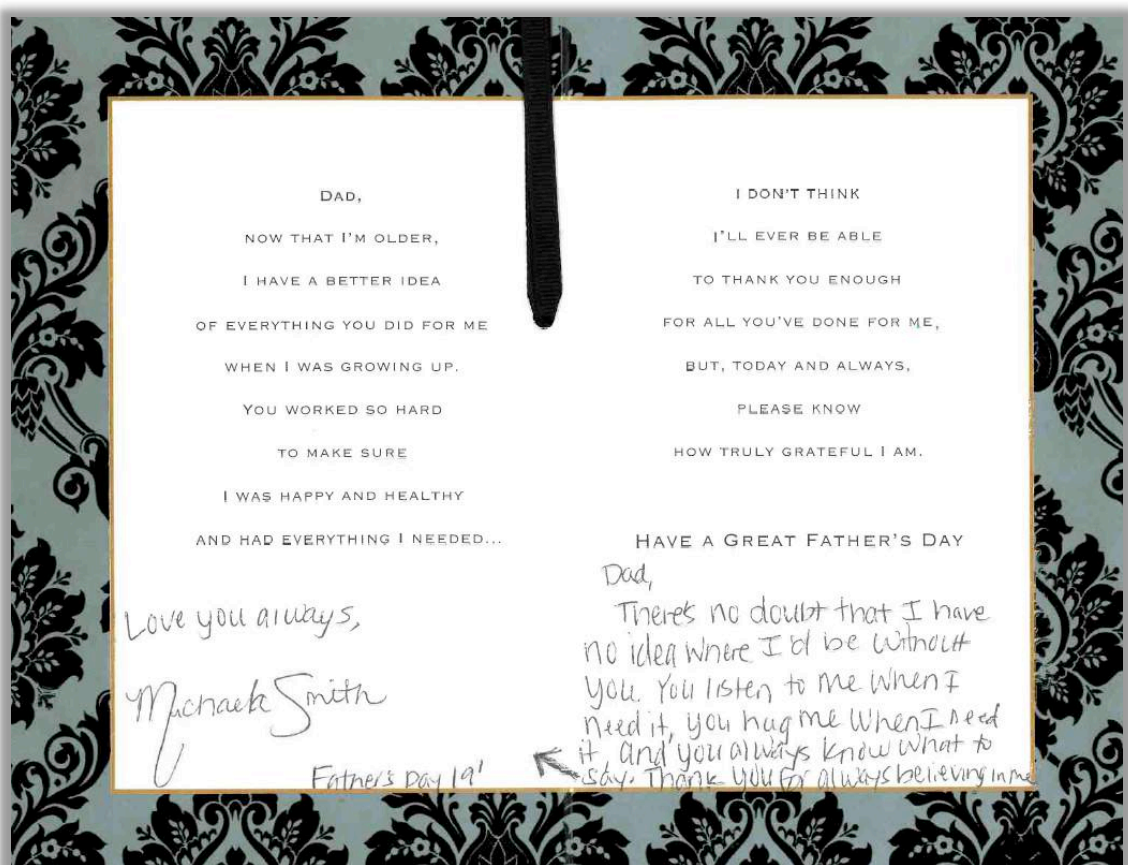 DAD,
NOW THAT I'M OLDER,
I HAVE A BETTER IDEA
OF EVERYTHING YOU DID FOR ME
WHEN I WAS GROWING UP.
YOU WORKED SO HARD
TO MAKE SURE
I WAS HAPPY AND HEALTHY
AND HAD EVERYTHING I NEEDED...
I DON'T THINK
I'LL EVER BE ABLE
TO THANK YOU ENOUGH
FOR ALL YOU'VE DONE FOR ME,
BUT, TODAY AND ALWAYS,
PLEASE KNOW
HOW TRULY GRATEFUL I AM.
HAVE A GREAT FATHER'S DAY
Dad,
There's no doubt that I have
no idea where I'd be without
you. You listen to me when I
need it, you hug me when I need
it and you always know what to
say. Thank you for always believing in me
Love you always,
Smith
Father's Day 19'